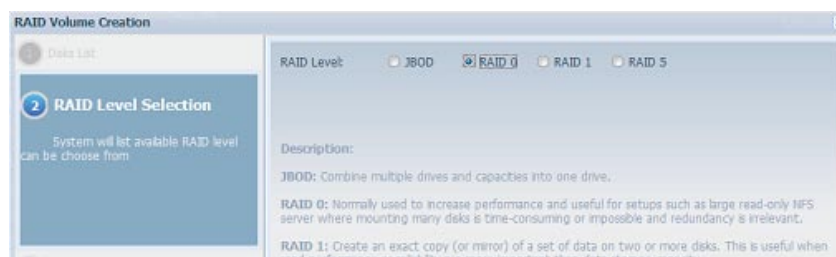 RAID Volume Creation
1 Disks List
2 RAID Level Selection
System will list available RAID level
can be choose from
RAID Level: JBOD RAID 0 RAID 1 RAID 5
Description:
JBOD: Combine multiple drives and capacities into one drive.
RAID 0: Normally used to increase performance and useful for setups such as large read-only NFS
server where mounting many disks is time-consuming or impossible and redundancy is irrelevant.
RAID 1: Create an exact copy (or mirror) of a set of data on two or more disks. This is useful when